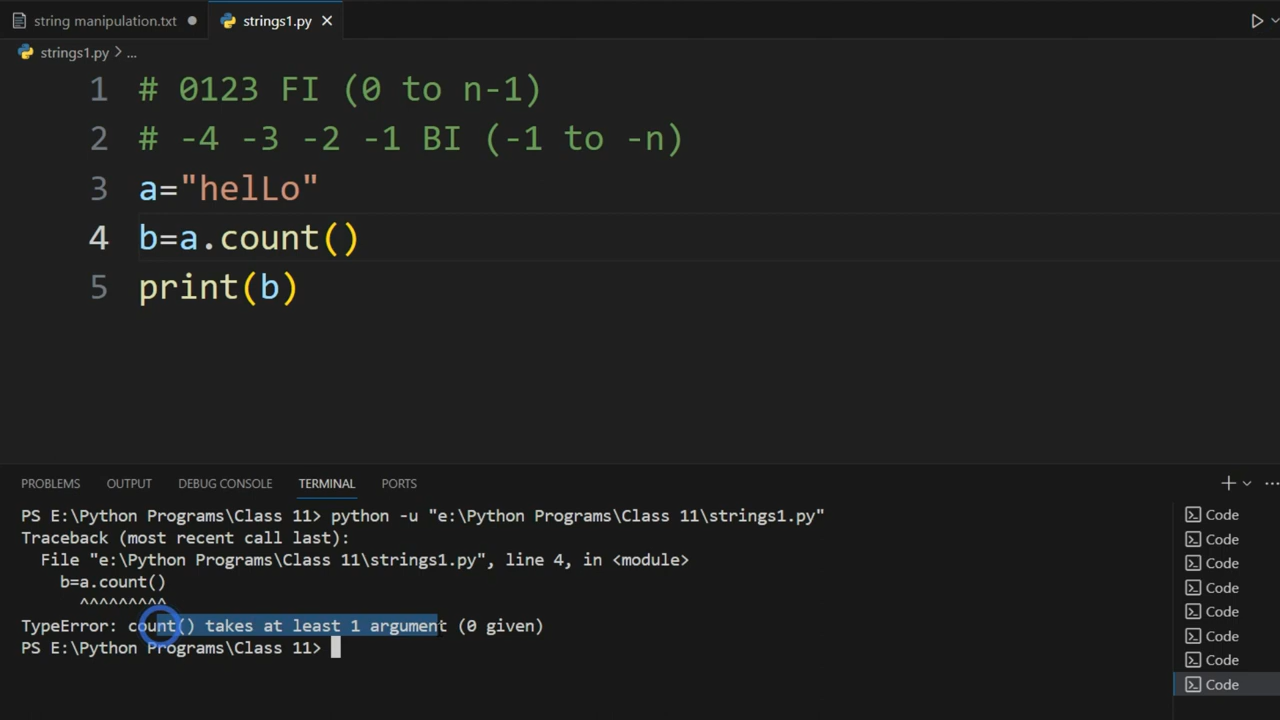 string manipulation.txt
strings1.py
strings1.py > ...
1 # 0123 FI (0 to n-1)
2 # -4 -3 -2 -1 BI (-1 to -n)
3 a="helLo"
4 b=a.count()
5 print(b)
PROBLEMS OUTPUT DEBUG CONSOLE TERMINAL PORTS
PS E:\Python Programs\Class 11> python -u "e:\Python Programs\Class 11\strings1.py"
Traceback (most recent call last):
File "e:\Python Programs\Class 11\strings1.py", line 4, in <module>
b=a.count()
^^^^^^^^^
TypeError: count() takes at least 1 argument (0 given)
PS E:\Python Programs\Class 11>
Code
Code
Code
Code
Code
Code
Code
Code